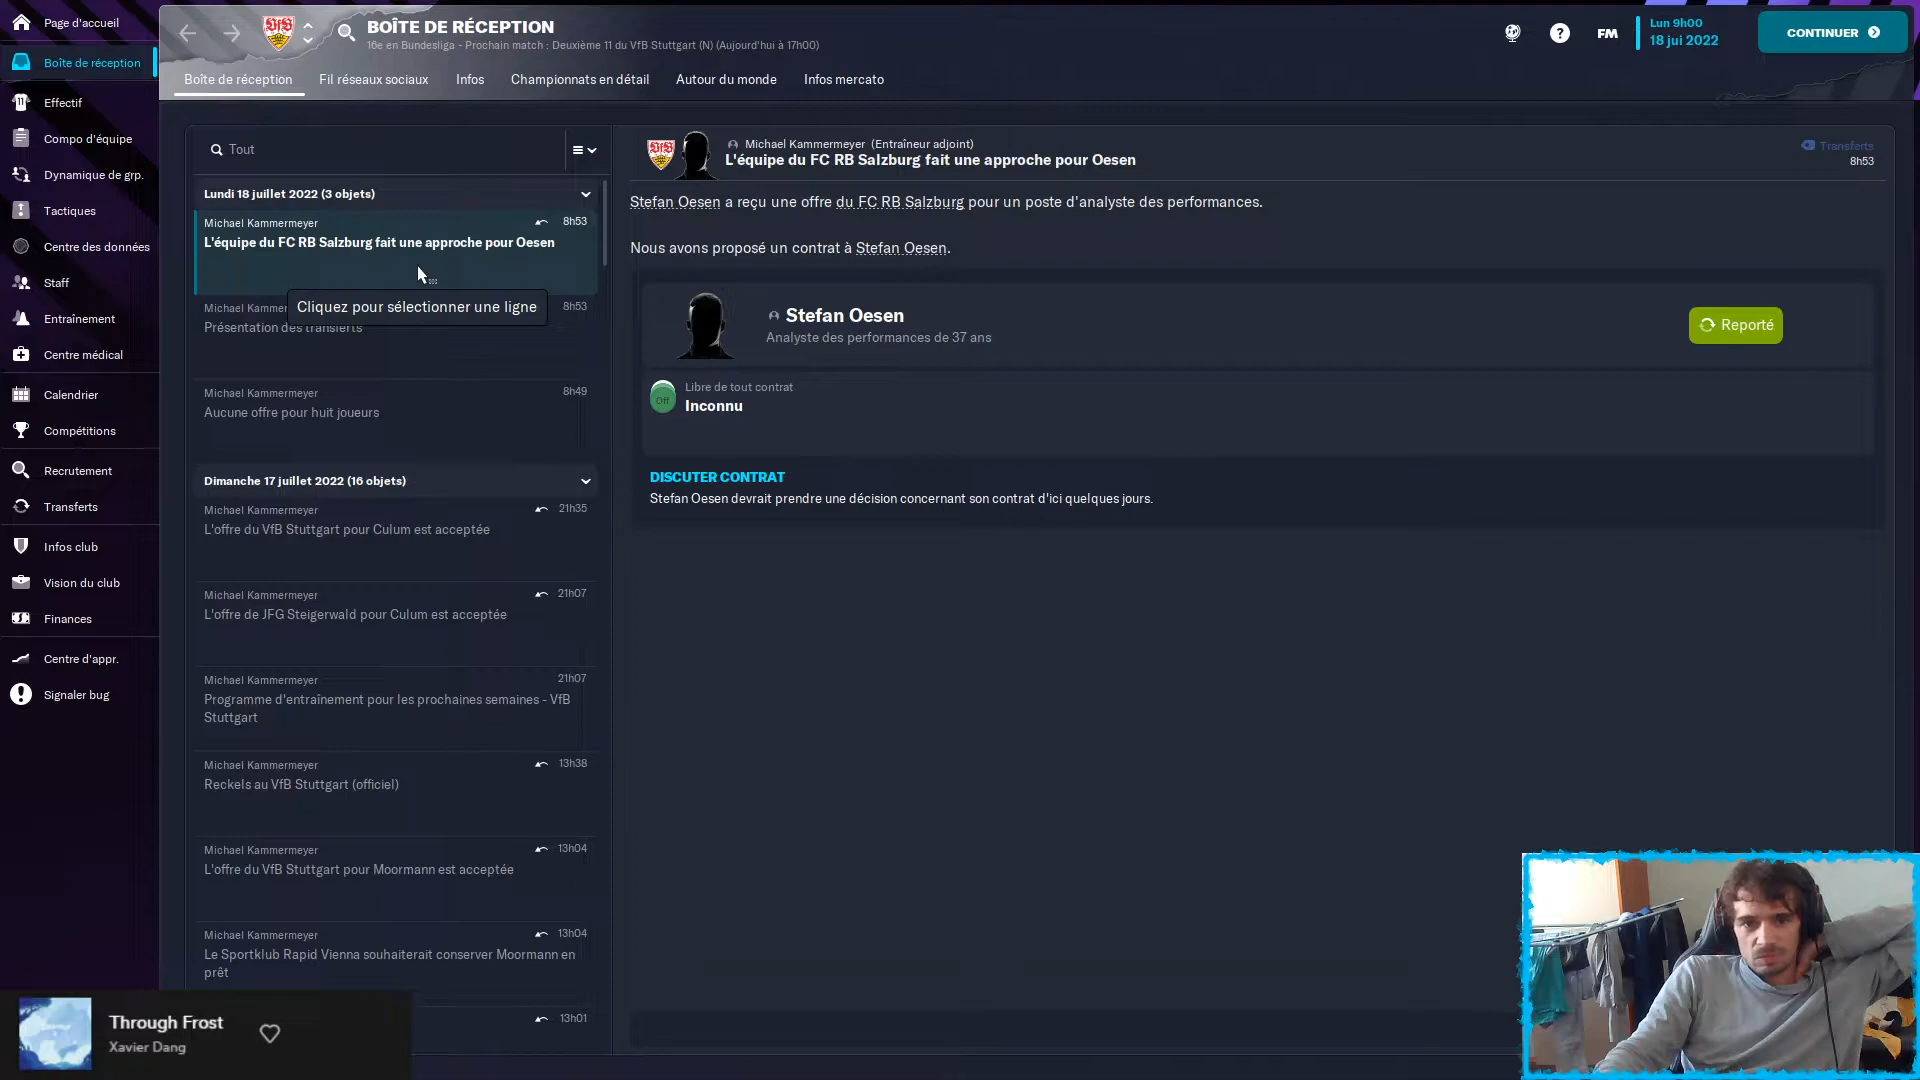 Page d'accueil
Boîte de réception
Effectif
Compo d'équipe
Dynamique de grp.
Tactiques
Centre des données
Staff
Entraînement
Centre médical
Calendrier
Compétitions
Recrutement
Transferts
Infos club
Vision du club
Finances
Centre d'appr.
Signaler bug
BOÎTE DE RÉCEPTION
16e en Bundesliga - Prochain match : Deuxième 11 du VfB Stuttgart (N) (Aujourd'hui à 17h00)
FM
Lun 9h00
18 jui 2022
CONTINUER
Boîte de réception
Fil réseaux sociaux
Infos
Championnats en détail
Autour du monde
Infos mercato
Tout
Lundi 18 juillet 2022 (3 objets)
Michael Kammermeyer 8h53
L'équipe du FC RB Salzburg fait une approche pour Oesen
Michael Kammer 8h53
Présentation des transferts
Cliquez pour sélectionner une ligne
Michael Kammermeyer 8h49
Aucune offre pour huit joueurs
Dimanche 17 juillet 2022 (16 objets)
Michael Kammermeyer 21h35
L'offre du VfB Stuttgart pour Culum est acceptée
Michael Kammermeyer 21h07
L'offre de JFG Steigerwald pour Culum est acceptée
Michael Kammermeyer 21h07
Programme d'entraînement pour les prochaines semaines - VfB
Stuttgart
Michael Kammermeyer 13h38
Reckels au VfB Stuttgart (officiel)
Michael Kammermeyer 13h04
L'offre du VfB Stuttgart pour Moormann est acceptée
Michael Kammermeyer 13h04
Le Sportklub Rapid Vienna souhaiterait conserver Moormann en
prêt
13h01
Michael Kammermeyer (Entraîneur adjoint)
L'équipe du FC RB Salzburg fait une approche pour Oesen
Transferts
8h53
Stefan Oesen a reçu une offre du FC RB Salzburg pour un poste d'analyste des performances.
Nous avons proposé un contrat à Stefan Oesen.
Stefan Oesen
Analyste des performances de 37 ans
Reporté
Off
Libre de tout contrat
Inconnu
DISCUTER CONTRAT
Stefan Oesen devrait prendre une décision concernant son contrat d'ici quelques jours.
Through Frost
Xavier Dang